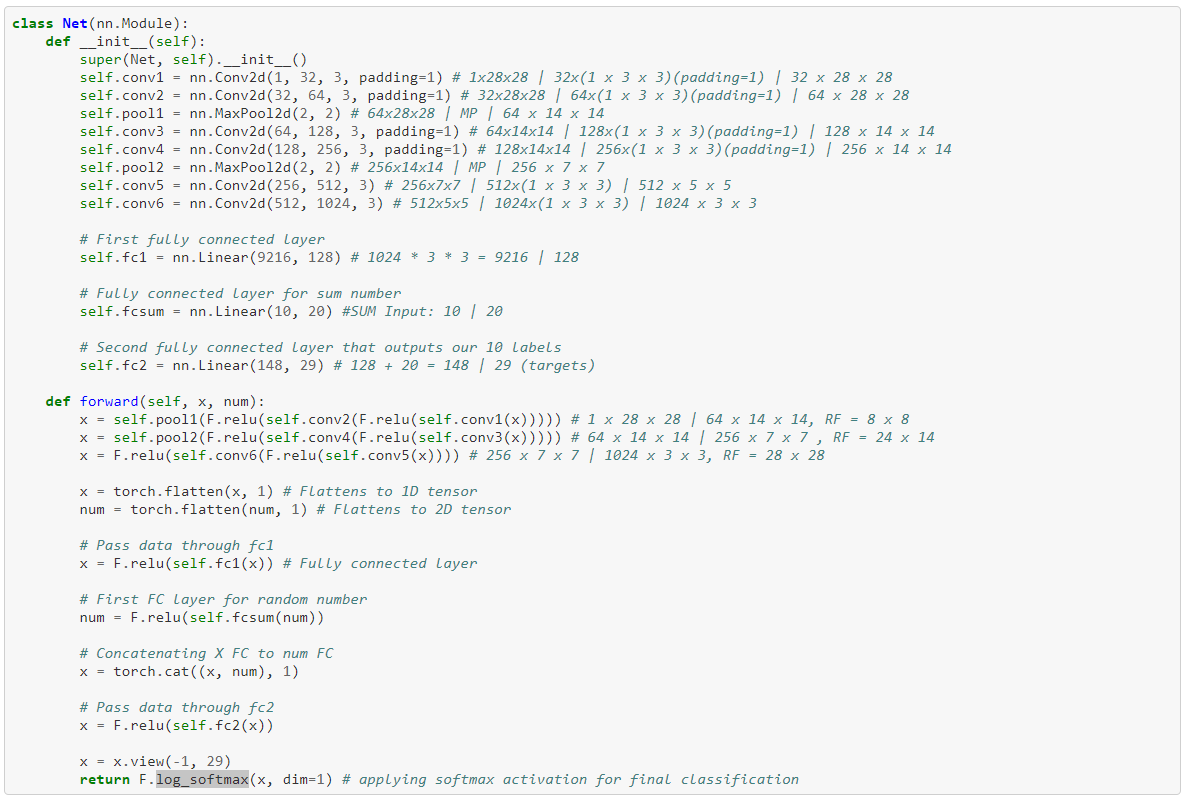 class Net(nn.Module):
    def __init__(self):
        super(Net, self).__init__()
        self.conv1 = nn.Conv2d(1, 32, 3, padding=1) # 1x28x28 | 32x(1 x 3 x 3)(padding=1) | 32 x 28 x 28
        self.conv2 = nn.Conv2d(32, 64, 3, padding=1) # 32x28x28 | 64x(1 x 3 x 3)(padding=1) | 64 x 28 x 28
        self.pool1 = nn.MaxPool2d(2, 2) # 64x28x28 | MP | 64 x 14 x 14
        self.conv3 = nn.Conv2d(64, 128, 3, padding=1) # 64x14x14 | 128x(1 x 3 x 3)(padding=1) | 128 x 14 x 14
        self.conv4 = nn.Conv2d(128, 256, 3, padding=1) # 128x14x14 | 256x(1 x 3 x 3)(padding=1) | 256 x 14 x 14
        self.pool2 = nn.MaxPool2d(2, 2) # 256x14x14 | MP | 256 x 7 x 7
        self.conv5 = nn.Conv2d(256, 512, 3) # 256x7x7 | 512x(1 x 3 x 3) | 512 x 5 x 5
        self.conv6 = nn.Conv2d(512, 1024, 3) # 512x5x5 | 1024x(1 x 3 x 3) | 1024 x 3 x 3

        # First fully connected layer
        self.fc1 = nn.Linear(9216, 128) # 1024 * 3 * 3 = 9216 | 128

        # Fully connected layer for sum number
        self.fcsum = nn.Linear(10, 20) #SUM Input: 10 | 20

        # Second fully connected layer that outputs our 10 labels
        self.fc2 = nn.Linear(148, 29) # 128 + 20 = 148 | 29 (targets)

    def forward(self, x, num):
        x = self.pool1(F.relu(self.conv2(F.relu(self.conv1(x))))) # 1 x 28 x 28 | 64 x 14 x 14, RF = 8 x 8
        x = self.pool2(F.relu(self.conv4(F.relu(self.conv3(x))))) # 64 x 14 x 14 | 256 x 7 x 7 , RF = 24 x 14
        x = F.relu(self.conv6(F.relu(self.conv5(x)))) # 256 x 7 x 7 | 1024 x 3 x 3, RF = 28 x 28

        x = torch.flatten(x, 1) # Flattens to 1D tensor
        num = torch.flatten(num, 1) # Flattens to 2D tensor

        # Pass data through fc1
        x = F.relu(self.fc1(x)) # Fully connected layer

        # First FC layer for random number
        num = F.relu(self.fcsum(num))

        # Concatenating X FC to num FC
        x = torch.cat((x, num), 1)

        # Pass data through fc2
        x = F.relu(self.fc2(x))

        x = x.view(-1, 29)
        return F.log_softmax(x, dim=1) # applying softmax activation for final classification